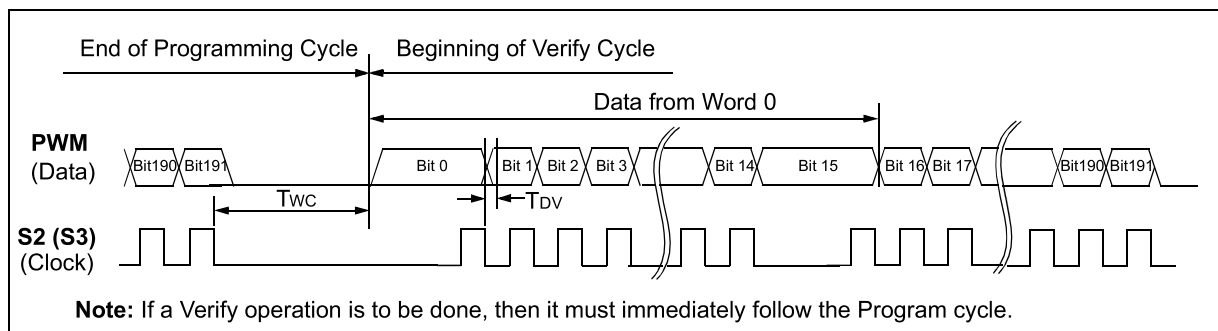 End of Programming Cycle Beginning of Verify Cycle
Data from Word 0
PWM
(Data)
Bit190 Bit191 Bit 0 Bit 1 Bit 2 Bit 3 Bit 14 Bit 15 Bit 16 Bit 17 Bit190 Bit191
TWC TDV
S2 (S3)
(Clock)
Note: If a Verify operation is to be done, then it must immediately follow the Program cycle.